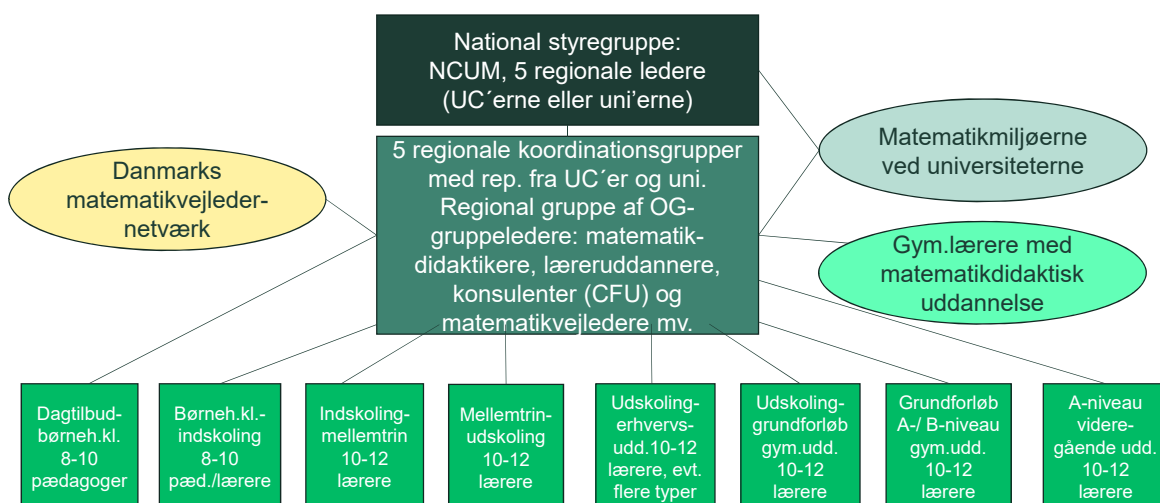 National styregruppe:
NCUM, 5 regionale ledere
(UC´erne eller uni’erne)
Danmarks
matematikvejleder-
netværk
5 regionale koordinationsgrupper
med rep. fra UC´er og uni.
Regional gruppe af OG-
gruppeledere: matematik-
didaktikere, læreruddannere,
konsulenter (CFU) og
matematikvejledere mv.
Matematikmiljøerne
ved universiteterne
Gym.lærere med
matematikdidaktisk
uddannelse
Dagtilbud-
børneh.kl.
8-10
pædagoger
Børneh.kl.-
indskoling
8-10
pæd./lærere
Indskoling-
mellemtrin
10-12
lærere
Mellemtrin-
udskoling
10-12
lærere
Udskoling-
erhvervs-
udd.10-12
lærere, evt.
flere typer
Udskoling-
grundforløb
gym.udd.
10-12
lærere
Grundforløb
A-/ B-niveau
gym.udd.
10-12
lærere
A-niveau
videre-
gående udd.
10-12
lærere